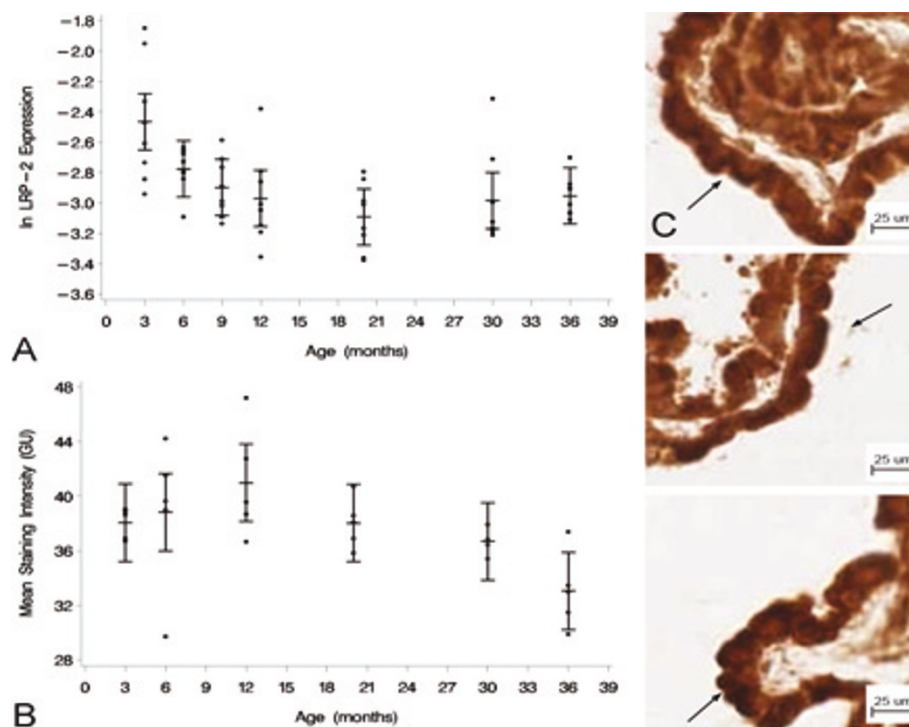 ln LRP-2 Expression
-1.8
-2.0
-2.2
-2.4
-2.6
-2.8
-3.0
-3.2
-3.4
-3.6
0 3 6 9 12 15 18 21 24 27 30 33 36 39
Age (months)
A
Mean Staining Intensity (GU)
48
44
40
36
32
28
0 3 6 9 12 15 18 21 24 27 30 33 36 39
Age (months)
B
C
25 um
25 um
25 um